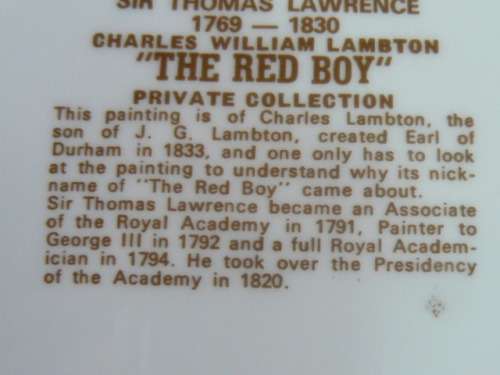 SIR THOMAS LAWRENCE
1769 — 1830
CHARLES WILLIAM LAMBTON
"THE RED BOY"
PRIVATE COLLECTION
This painting is of Charles Lambton, the
son of J. G. Lambton, created Earl of
Durham in 1833, and one only has to look
at the painting to understand why its nick-
name of "The Red Boy" came about.
Sir Thomas Lawrence became an Associate
of the Royal Academy in 1791, Painter to
George III in 1792 and a full Royal Academ-
ician in 1794. He took over the Presidency
of the Academy in 1820.